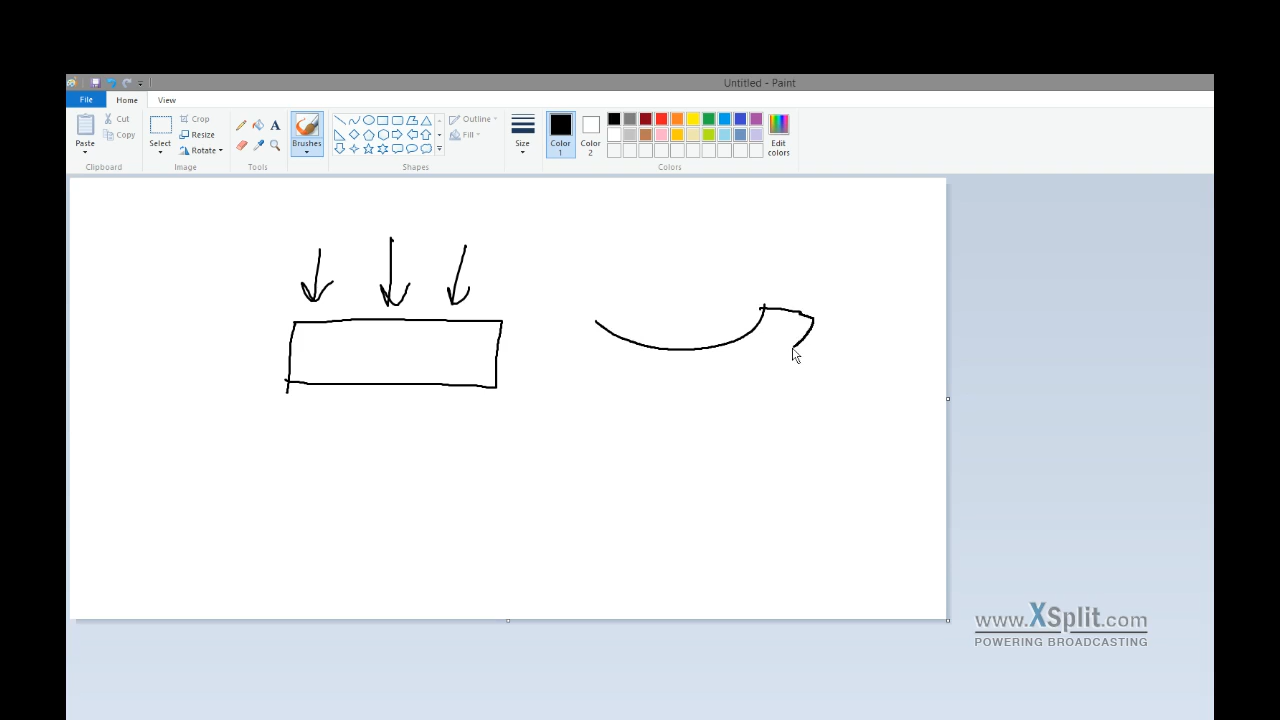 Untitled - Paint
File Home View
Paste
Cut
Copy
Clipboard
Select
Crop
Resize
Rotate
Image
A
Tools
Brushes
Outline
Fill
Shapes
Size
Color 1
Color 2
Edit colors
Colors
www.XSplit.com
POWERING BROADCASTING